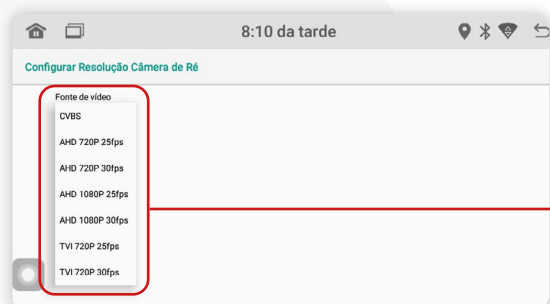 8:10 da tarde
Configurar Resolução Câmera de Ré
Fonte de vídeo
CVBS
AHD 720P 25fps
AHD 720P 30fps
AHD 1080P 25fps
AHD 1080P 30fps
TVI 720P 25fps
TVI 720P 30fps